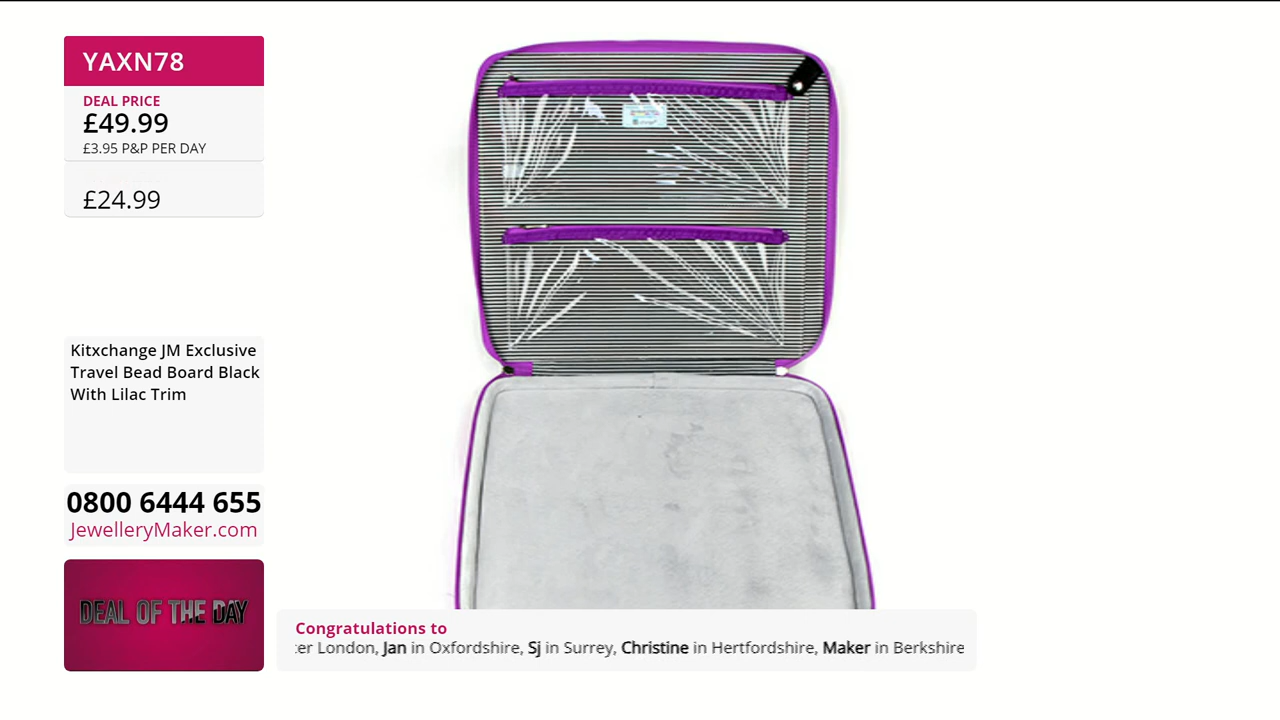 YAXN78
DEAL PRICE
£49.99
£3.95 P&P PER DAY
£24.99
Kitxchange JM Exclusive
Travel Bead Board Black
With Lilac Trim
0800 6444 655
JewelleryMaker.com
DEAL OF THE DAY
Congratulations to
London, Jan in Oxfordshire, Sj in Surrey, Christine in Hertfordshire, Maker in Berkshire